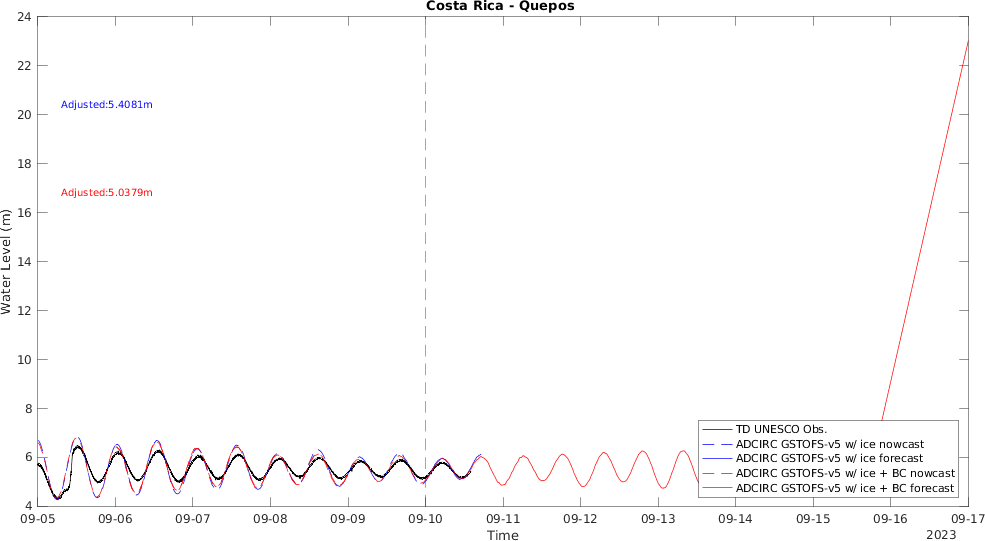 Costa Rica - Quepos
24
22
20
18
16
14
12
10
8
6
4
Water Level (m)
Adjusted:5.4081m
Adjusted:5.0379m
TD UNESCO Obs.
ADCIRC GSTOFS-v5 w/ ice nowcast
ADCIRC GSTOFS-v5 w/ ice forecast
ADCIRC GSTOFS-v5 w/ ice + BC nowcast
ADCIRC GSTOFS-v5 w/ ice + BC forecast
09-05 09-06 09-07 09-08 09-09 09-10 09-11 09-12 09-13 09-14 09-15 09-16 09-17
Time
2023